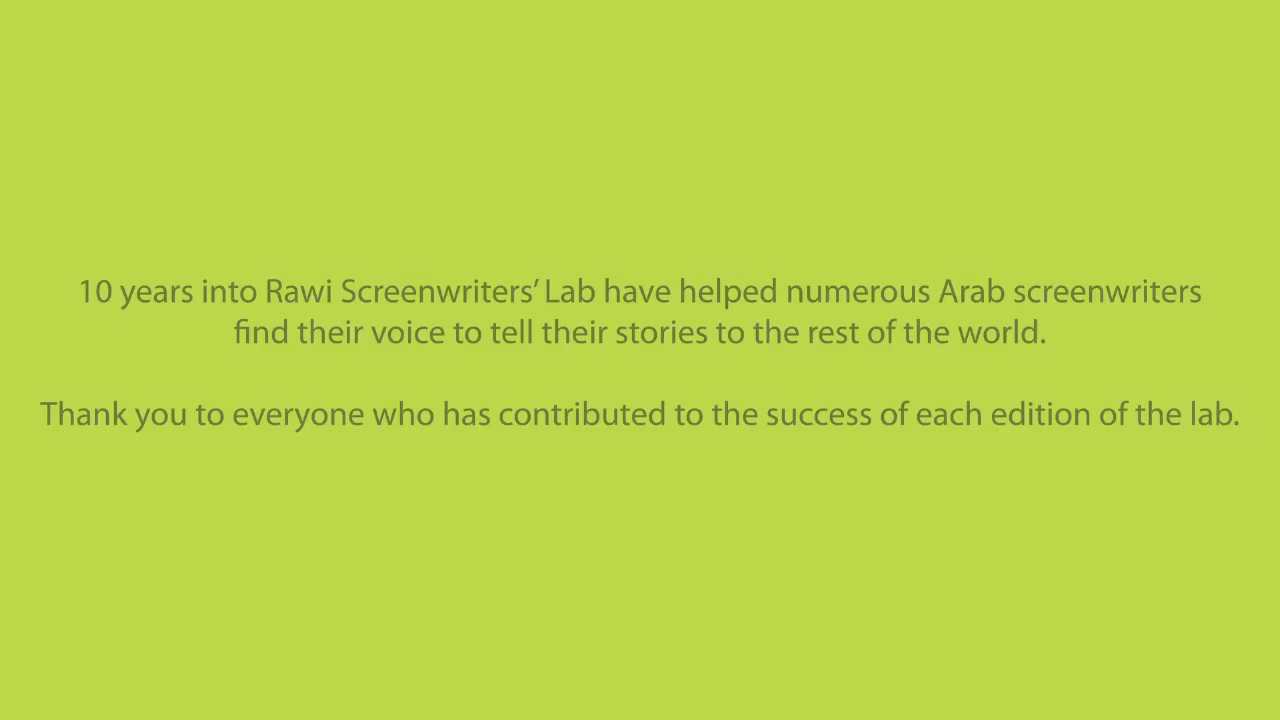 10 years into Rawi Screenwriters’ Lab have helped numerous Arab screenwriters
find their voice to tell their stories to the rest of the world.
Thank you to everyone who has contributed to the success of each edition of the lab.